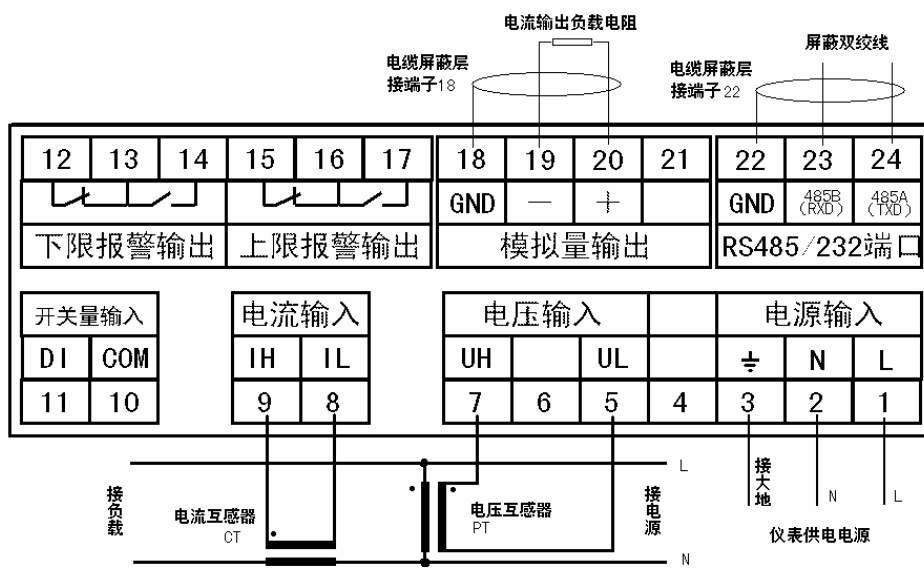 电流输出负载电阻
电缆屏蔽层
接端子18
屏蔽双绞线
电缆屏蔽层
接端子22
12 13 14 15 16 17 18 19 20 21 22 23 24
GND — + GND 485B (RXD) 485A (TXD)
下限报警输出 上限报警输出 模拟量输出 RS485/232端口
开关量输入 电流输入 电压输入 电源输入
DI COM IH IL UH UL N L
11 10 9 8 7 6 5 4 3 2 1
L
接负载
电流互感器
CT
电压互感器
PT
接电源
N
接大地
N
L
仪表供电电源